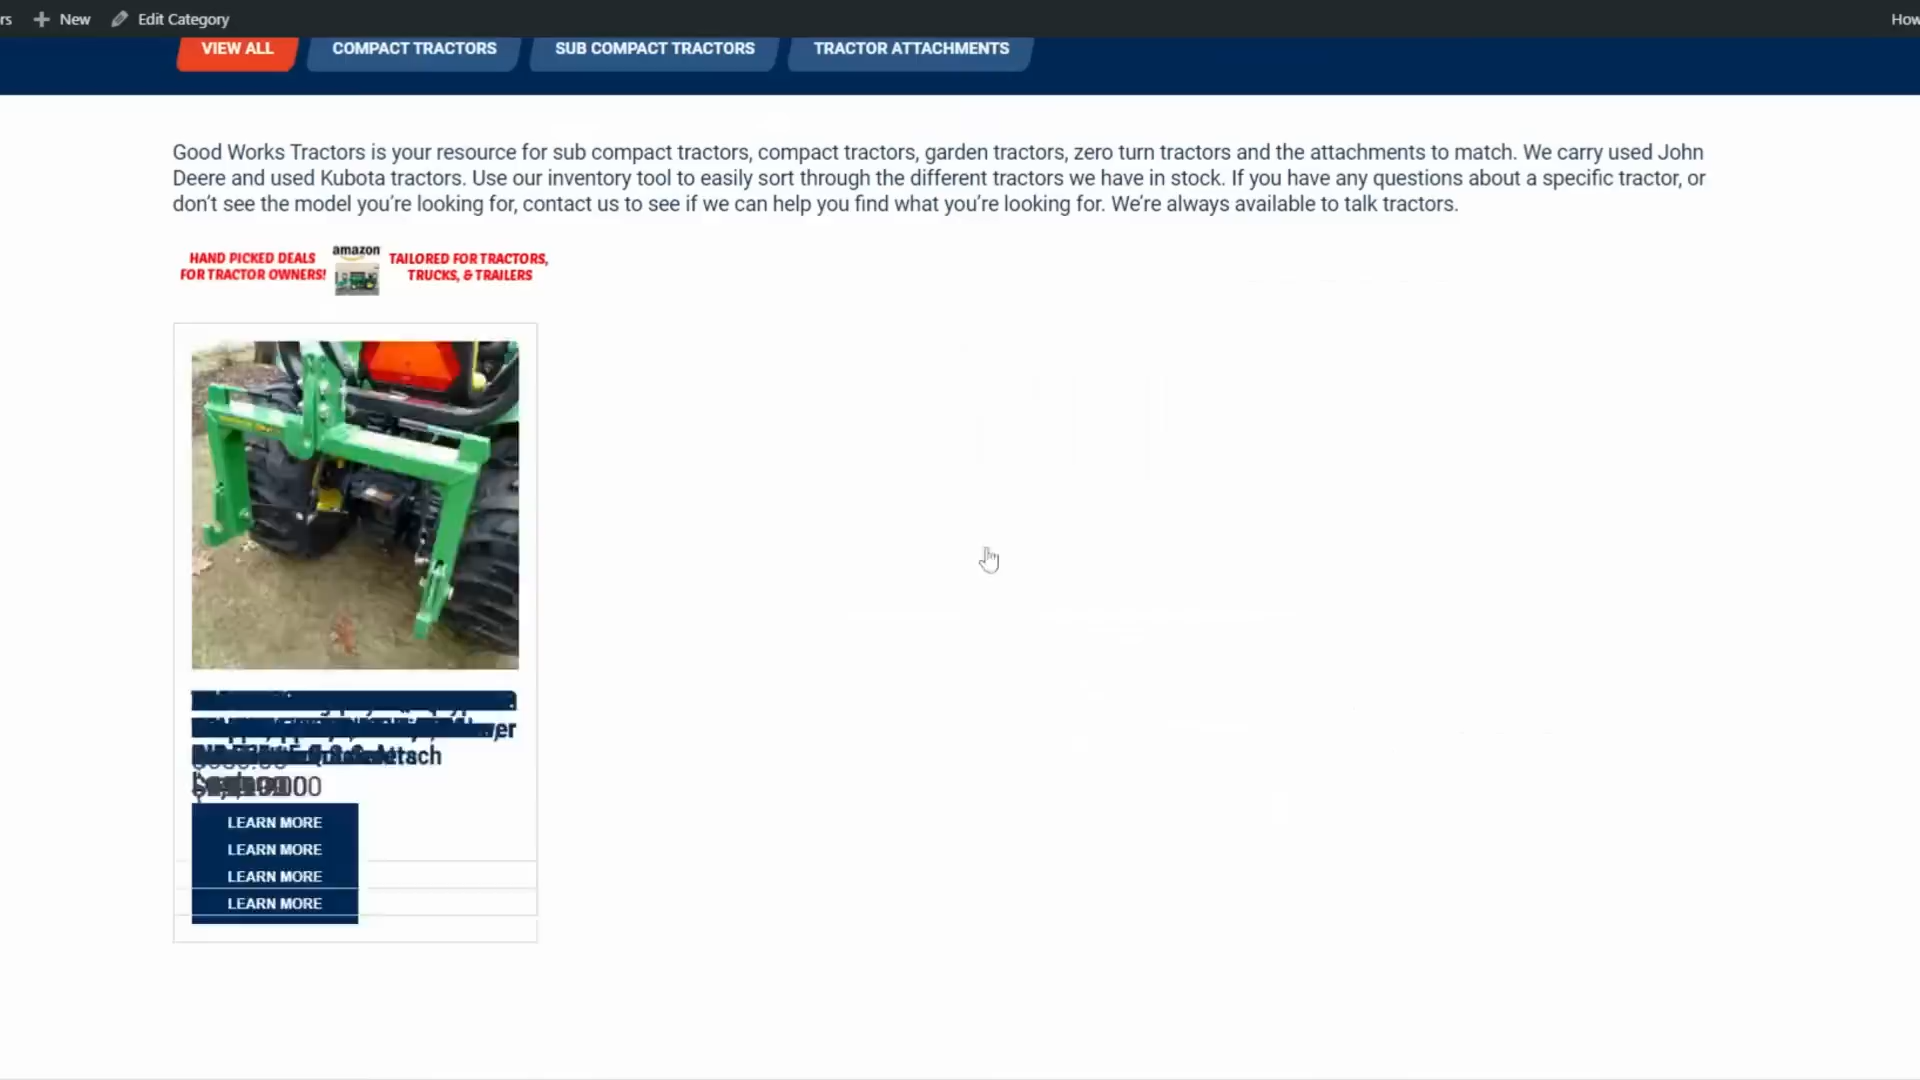 rs New Edit Category How
VIEW ALL COMPACT TRACTORS SUB COMPACT TRACTORS TRACTOR ATTACHMENTS
Good Works Tractors is your resource for sub compact tractors, compact tractors, garden tractors, zero turn tractors and the attachments to match. We carry used John
Deere and used Kubota tractors. Use our inventory tool to easily sort through the different tractors we have in stock. If you have any questions about a specific tractor, or
don’t see the model you’re looking for, contact us to see if we can help you find what you’re looking for. We’re always available to talk tractors.
HAND PICKED DEALS
FOR TRACTOR OWNERS!
amazon
TAILORED FOR TRACTORS,
TRUCKS, & TRAILERS
LEARN MORE
LEARN MORE
LEARN MORE
LEARN MORE